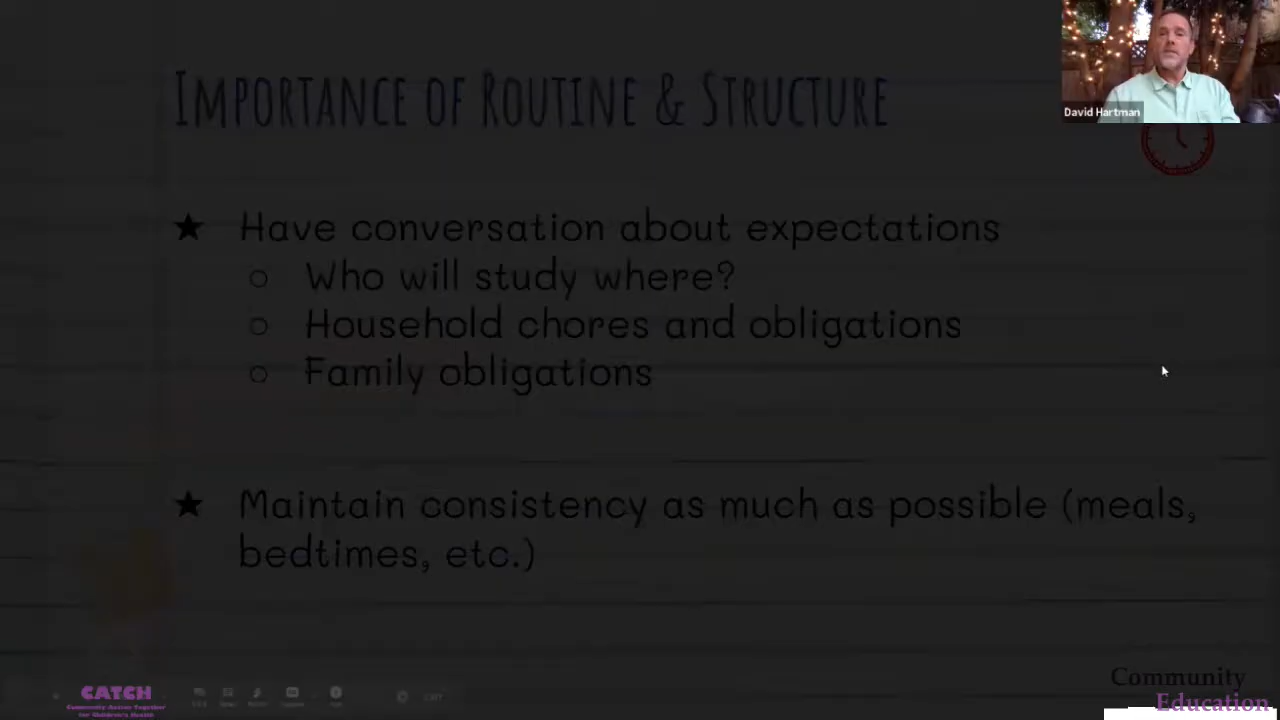 David Hartman
Importance of Routine & Structure
★ Have conversation about expectations
○ Who will study where?
○ Household chores and obligations
○ Family obligations
★ Maintain consistency as much as possible (meals,
bedtimes, etc.)
CATCH
Community Action Together
for Children's Health
EXIT
Community
Education